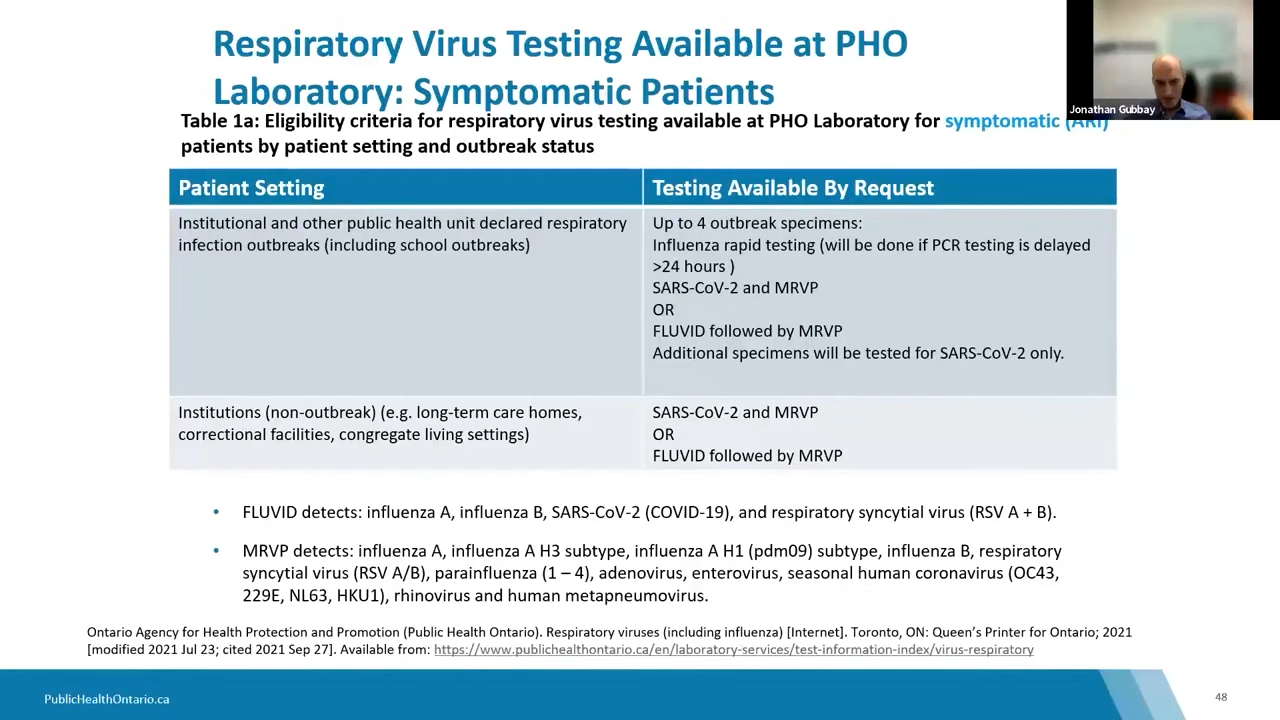 Respiratory Virus Testing Available at PHO
Laboratory: Symptomatic Patients
Jonathan Gubbay
Table 1a: Eligibility criteria for respiratory virus testing available at PHO Laboratory for symptomatic (ARI)
patients by patient setting and outbreak status
Patient Setting
Testing Available By Request
Institutional and other public health unit declared respiratory
infection outbreaks (including school outbreaks)
Up to 4 outbreak specimens:
Influenza rapid testing (will be done if PCR testing is delayed
>24 hours )
SARS-CoV-2 and MRVP
OR
FLUVID followed by MRVP
Additional specimens will be tested for SARS-CoV-2 only.
Institutions (non-outbreak) (e.g. long-term care homes,
correctional facilities, congregate living settings)
SARS-CoV-2 and MRVP
OR
FLUVID followed by MRVP
• FLUVID detects: influenza A, influenza B, SARS-CoV-2 (COVID-19), and respiratory syncytial virus (RSV A + B).
• MRVP detects: influenza A, influenza A H3 subtype, influenza A H1 (pdm09) subtype, influenza B, respiratory
syncytial virus (RSV A/B), parainfluenza (1 – 4), adenovirus, enterovirus, seasonal human coronavirus (OC43,
229E, NL63, HKU1), rhinovirus and human metapneumovirus.
Ontario Agency for Health Protection and Promotion (Public Health Ontario). Respiratory viruses (including influenza) [Internet]. Toronto, ON: Queen’s Printer for Ontario; 2021
[modified 2021 Jul 23; cited 2021 Sep 27]. Available from: https://www.publichealthontario.ca/en/laboratory-services/test-information-index/virus-respiratory
PublicHealthOntario.ca
48